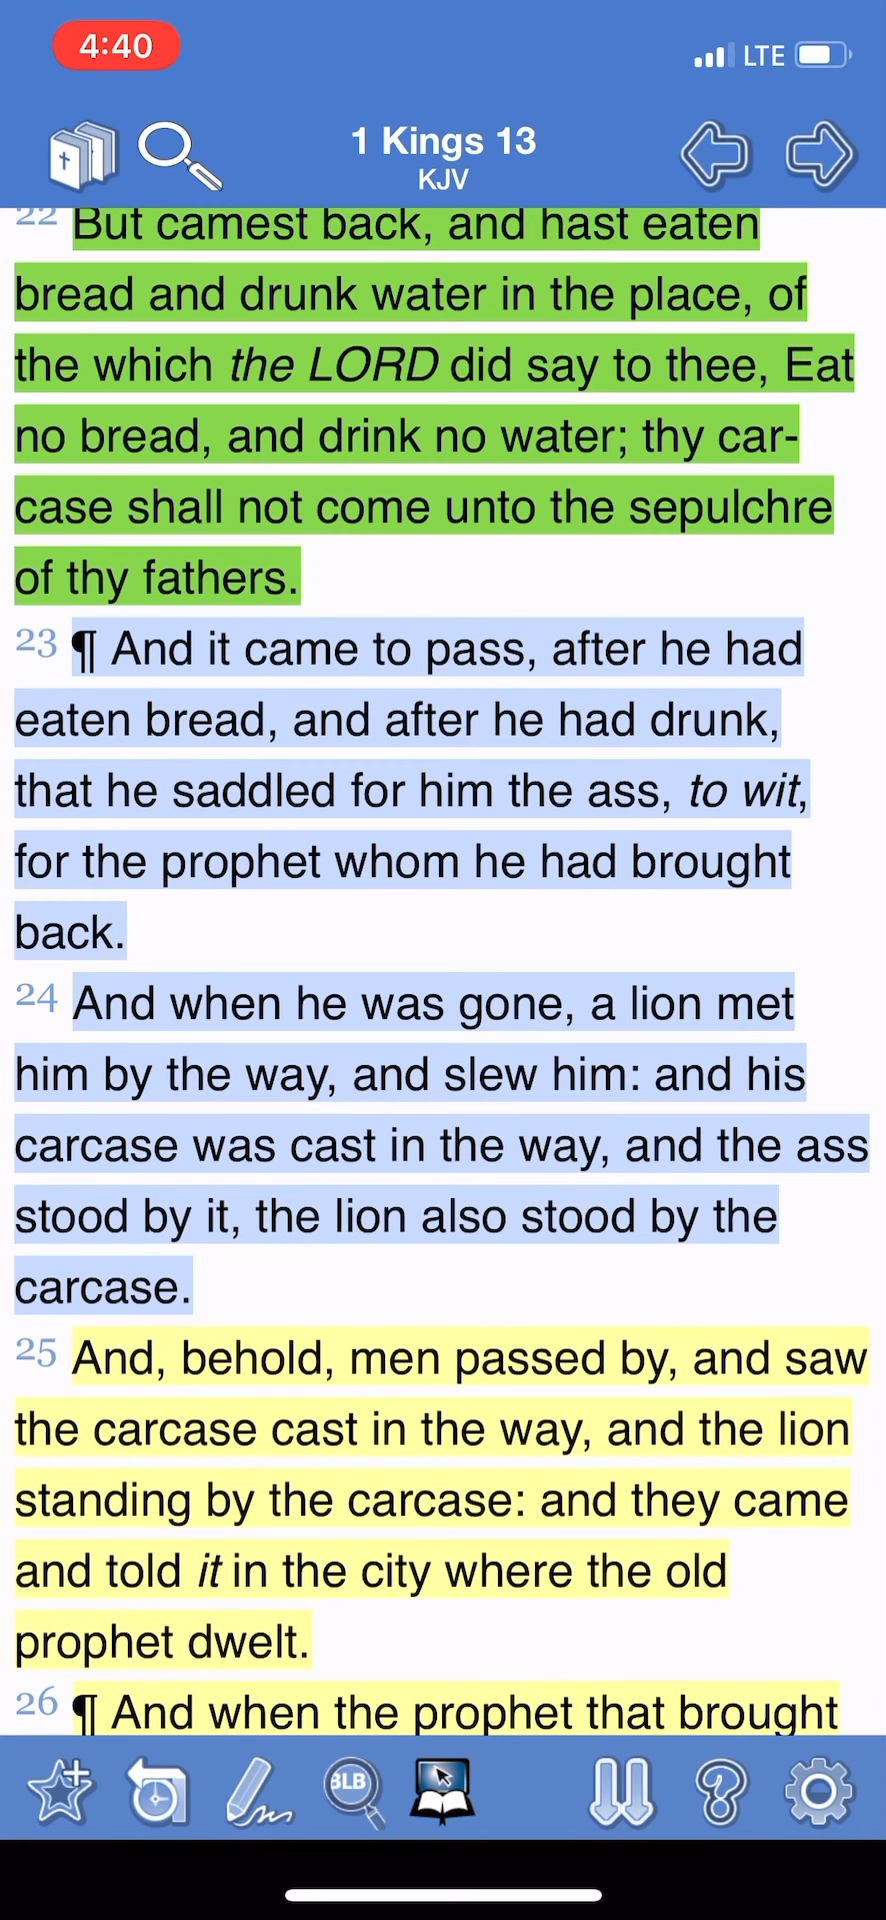 4:40
LTE
1 Kings 13
KJV
22 But camest back, and hast eaten
bread and drunk water in the place, of
the which the LORD did say to thee, Eat
no bread, and drink no water; thy car-
case shall not come unto the sepulchre
of thy fathers.
23 ¶ And it came to pass, after he had
eaten bread, and after he had drunk,
that he saddled for him the ass, to wit,
for the prophet whom he had brought
back.
24 And when he was gone, a lion met
him by the way, and slew him: and his
carcase was cast in the way, and the ass
stood by it, the lion also stood by the
carcase.
25 And, behold, men passed by, and saw
the carcase cast in the way, and the lion
standing by the carcase: and they came
and told it in the city where the old
prophet dwelt.
26 ¶ And when the prophet that brought
BLB